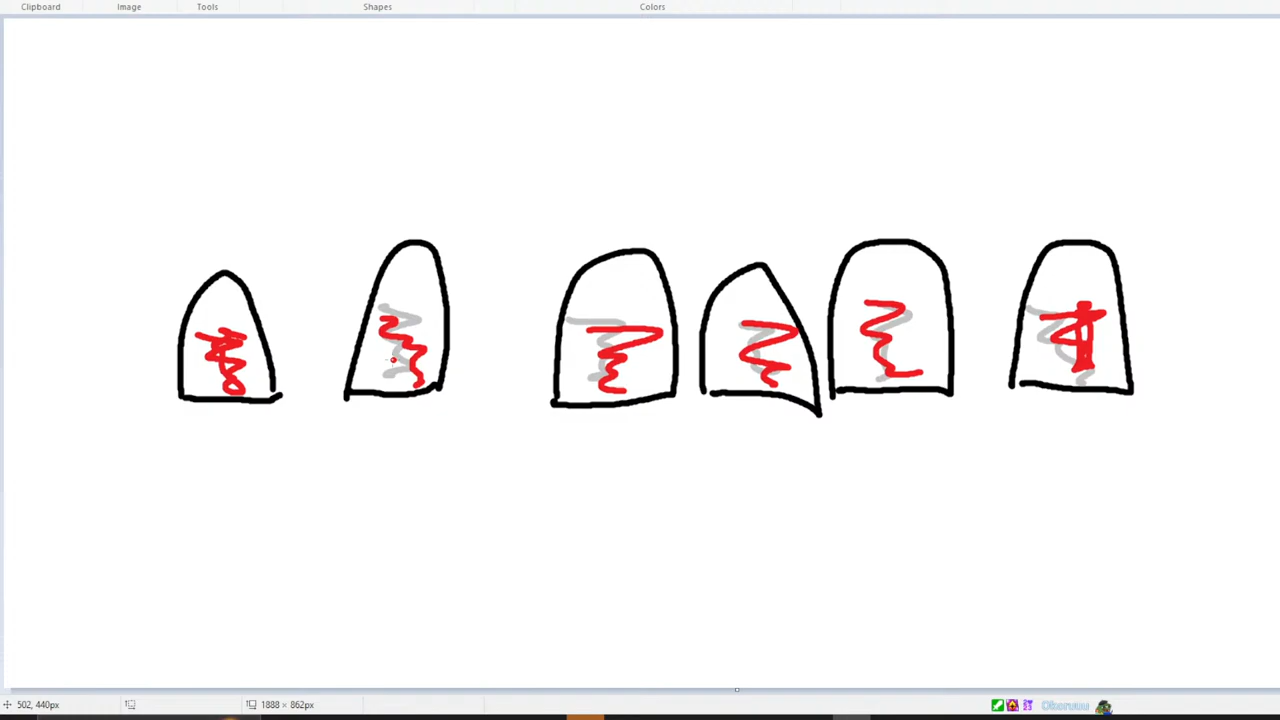 Clipboard Image Tools Shapes Colors
502, 440px 1888 × 862px